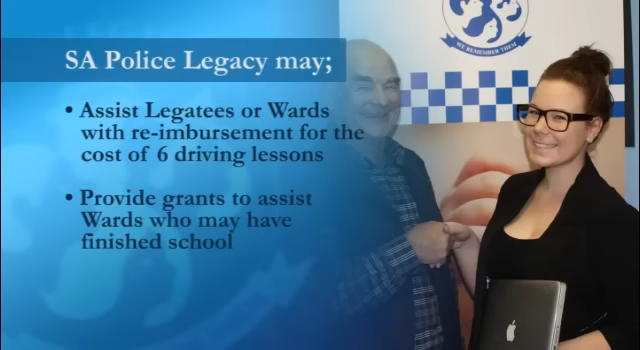 WE REMEMBER THEM
SA Police Legacy may;
• Assist Legatees or Wards
with re-imbursement for the
cost of 6 driving lessons
• Provide grants to assist
Wards who may have
finished school